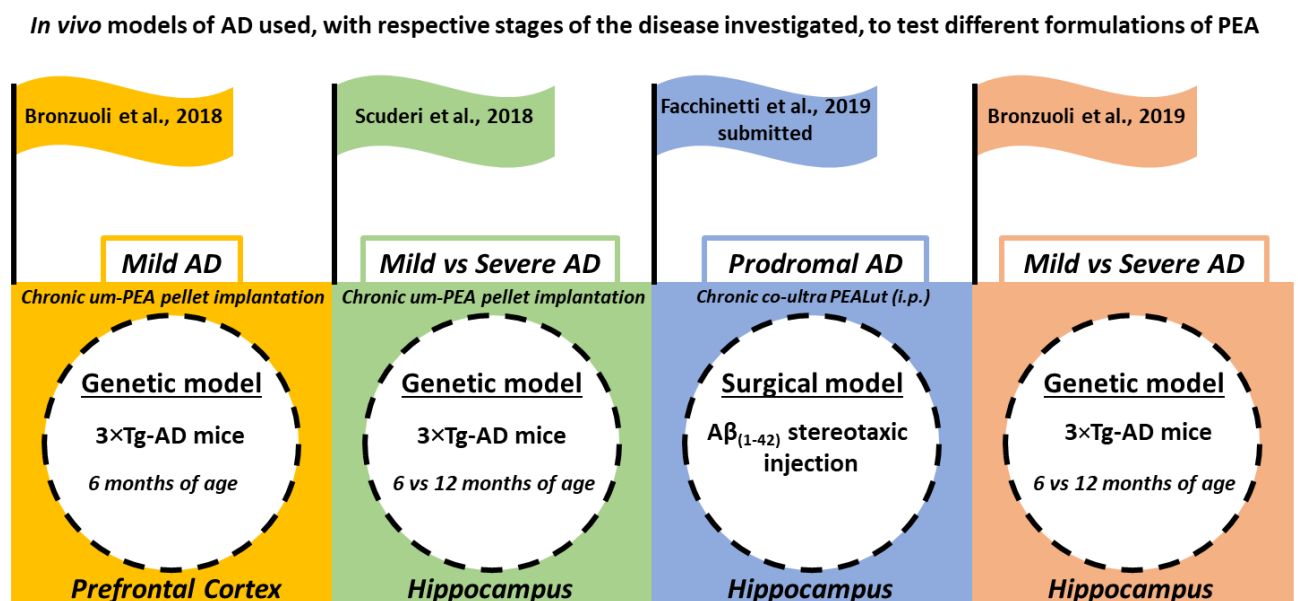 In vivo models of AD used, with respective stages of the disease investigated, to test different formulations of PEA
Bronzuoli et al., 2018
Mild AD
Chronic um-PEA pellet implantation
Genetic model
3×Tg-AD mice
6 months of age
Prefrontal Cortex
Scuderi et al., 2018
Mild vs Severe AD
Chronic um-PEA pellet implantation
Genetic model
3×Tg-AD mice
6 vs 12 months of age
Hippocampus
Facchinetti et al., 2019
submitted
Prodromal AD
Chronic co-ultra PEALut (i.p.)
Surgical model
Aβ(1-42) stereotaxic
injection
Hippocampus
Bronzuoli et al., 2019
Mild vs Severe AD
Genetic model
3×Tg-AD mice
6 vs 12 months of age
Hippocampus